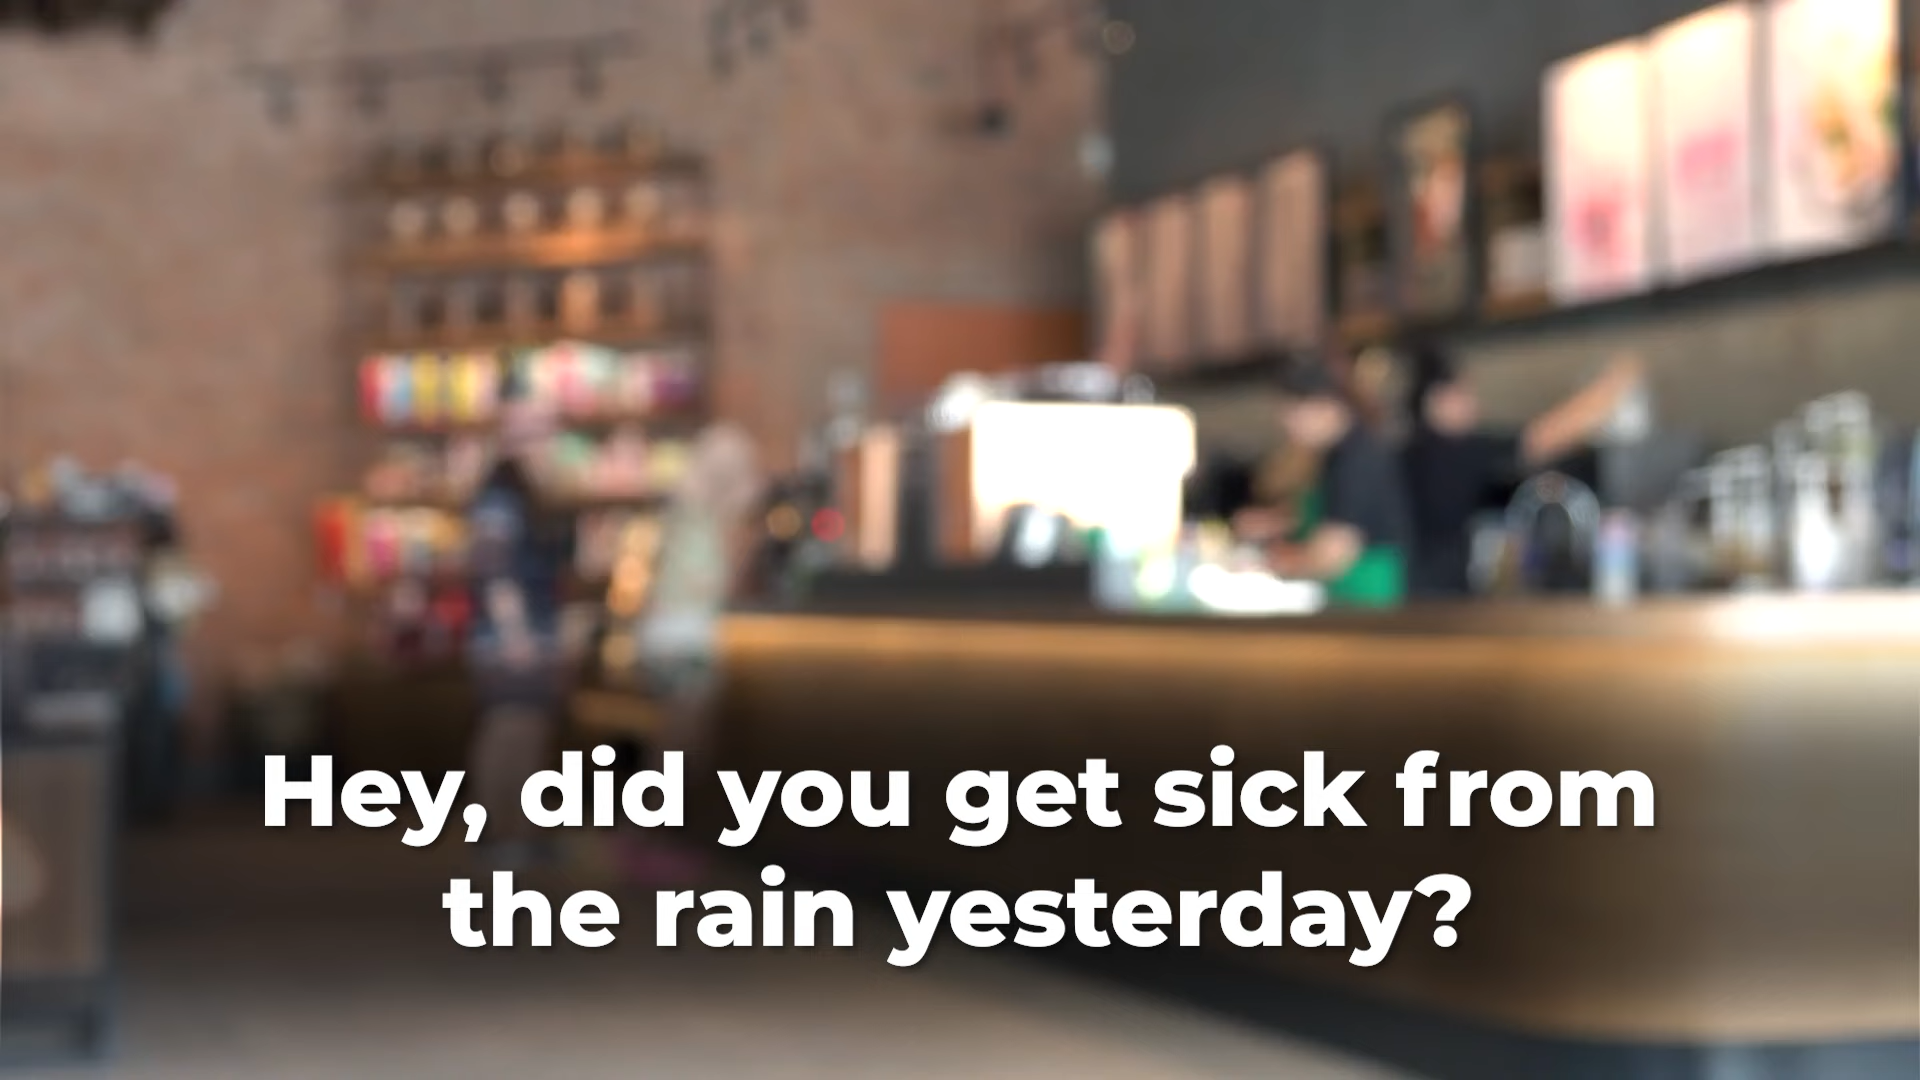 Hey, did you get sick from
the rain yesterday?